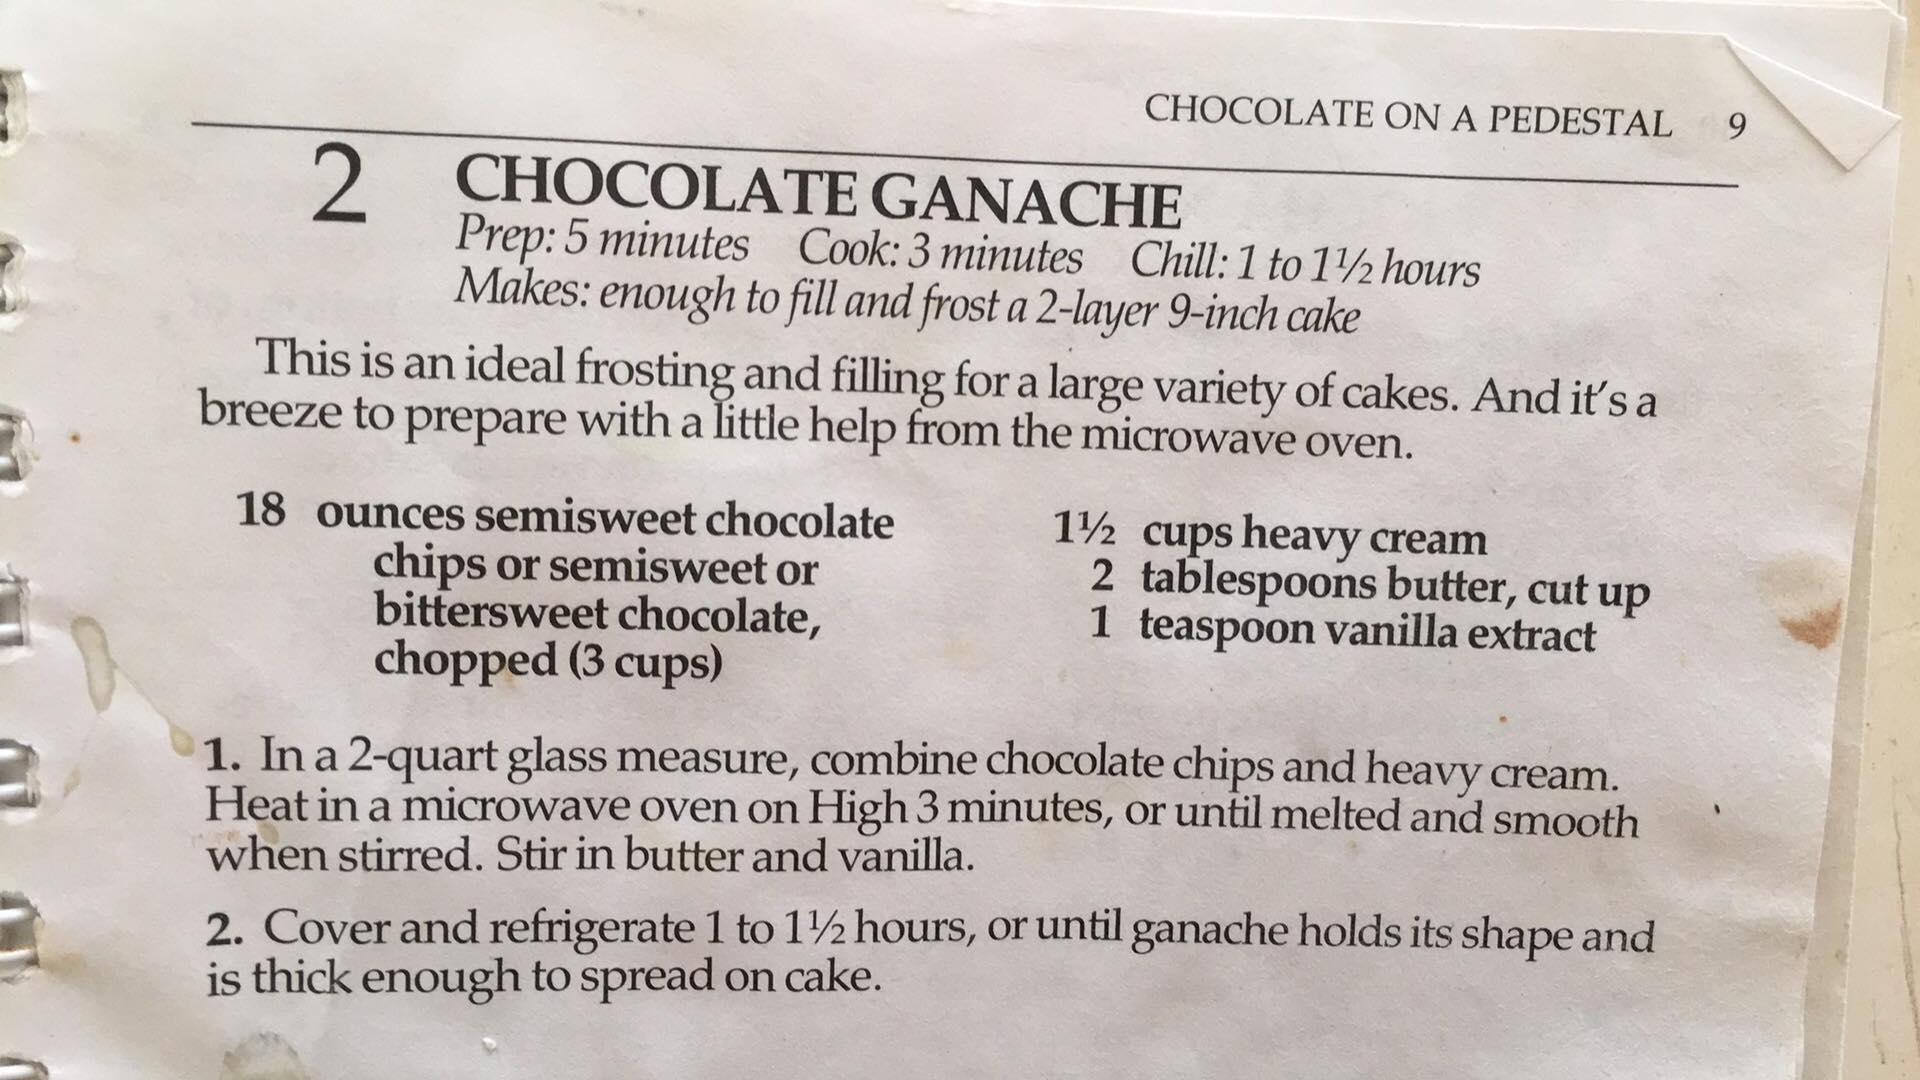 CHOCOLATE ON A PEDESTAL 9
2 CHOCOLATE GANACHE
Prep: 5 minutes Cook: 3 minutes Chill: 1 to 1½ hours
Makes: enough to fill and frost a 2-layer 9-inch cake
This is an ideal frosting and filling for a large variety of cakes. And it's a
breeze to prepare with a little help from the microwave oven.
18 ounces semisweet chocolate
chips or semisweet or
bittersweet chocolate,
chopped (3 cups)
1½ cups heavy cream
2 tablespoons butter, cut up
1 teaspoon vanilla extract
1. In a 2-quart glass measure, combine chocolate chips and heavy cream.
Heat in a microwave oven on High 3 minutes, or until melted and smooth
when stirred. Stir in butter and vanilla.
2. Cover and refrigerate 1 to 1½ hours, or until ganache holds its shape and
is thick enough to spread on cake.